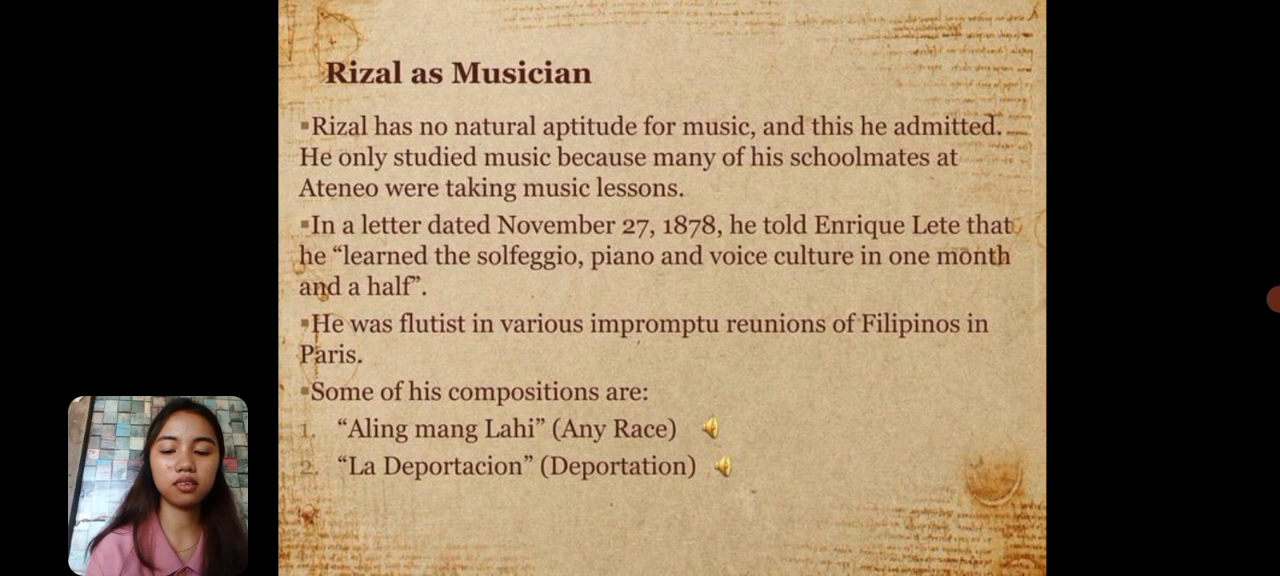 Rizal as Musician
▪Rizal has no natural aptitude for music, and this he admitted.
He only studied music because many of his schoolmates at
Ateneo were taking music lessons.
▪In a letter dated November 27, 1878, he told Enrique Lete that
he “learned the solfeggio, piano and voice culture in one month
and a half”.
▪He was flutist in various impromptu reunions of Filipinos in
Paris.
▪Some of his compositions are:
1. “Aling mang Lahi” (Any Race)
2. “La Deportacion” (Deportation)